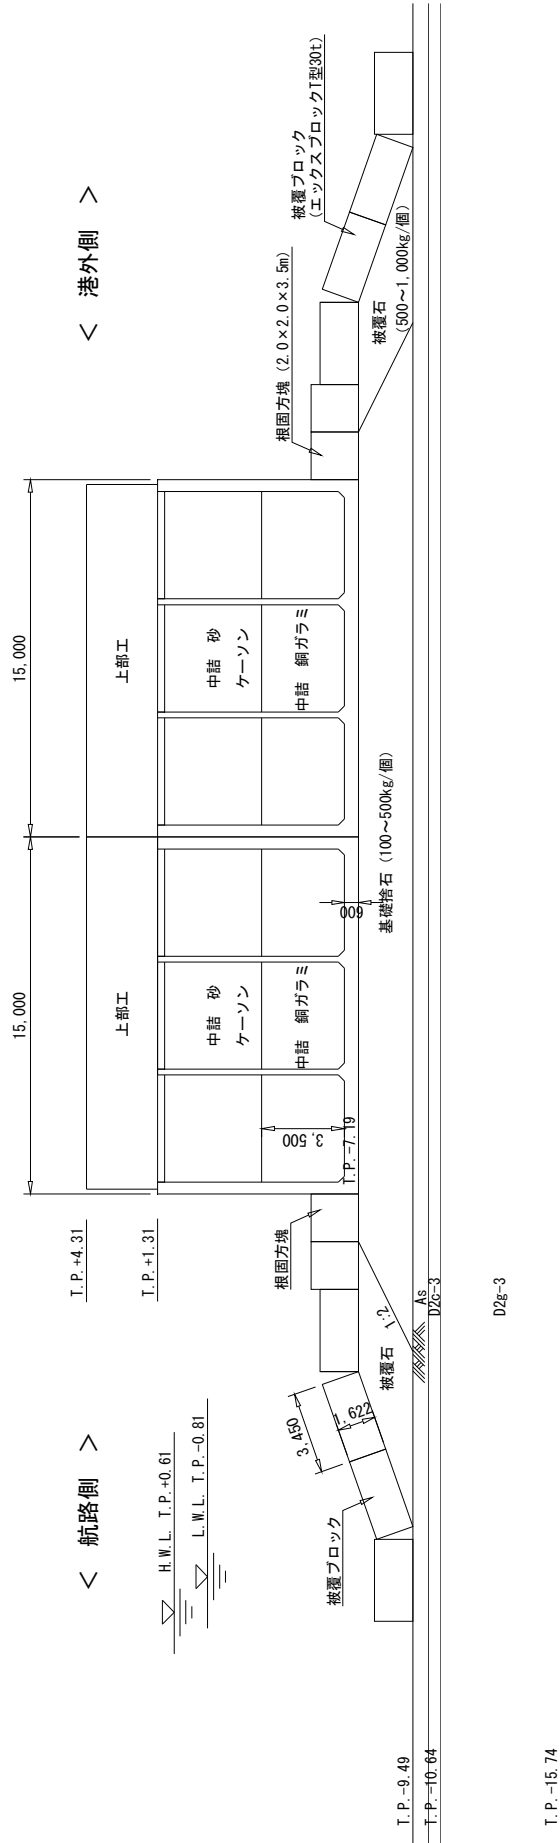 < 航路側 >
< 港外側 >
15,000
15,000
T.P.+4.31
T.P.+1.31
H.W.L. T.P.+0.61
L.W.L. T.P.-0.81
上部工
上部工
中詰 砂
ケーソン
中詰 銅ガラミ
中詰 砂
ケーソン
中詰 銅ガラミ
3,500
T.P.-7.19
600
基礎捨石 (100~500kg/個)
根固方塊
根固方塊 (2.0×2.0×3.5m)
被覆ブロック
(エックスブロックT型30t)
被覆石
(500~1,000kg/個)
被覆ブロック
3,450
1,622
被覆石
1:2
As
D2c-3
D2g-3
T.P.-9.49
T.P.-10.64
T.P.-15.74